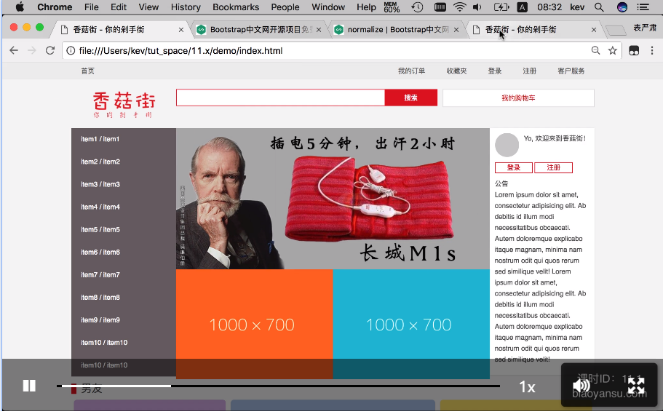 Chrome File Edit View History Bookmarks People Window Help MEM 60% 08:32 kev
香菇街 - 你的剁手街 Bootstrap中文网开源项目免 normalize | Bootstrap中文网 香菇街 - 你的剁手街 表严肃
file:///Users/kev/tut_space/11.x/demo/index.html
首页 我的订单 收藏夹 登录 注册 客户服务
香菇街
你的剁手街
搜索 我的购物车
item1 / item1
item2 / item2
item3 / item3
item4 / item4
item5 / item5
item6 / item6
item7 / item7
item8 / item8
item9 / item9
item10 / item10
item10 / item10
插电5分钟，出汗2小时
长城M1s
1000 × 700
1000 × 700
Yo, 欢迎来到香菇街!
登录 注册
公告
Lorem ipsum dolor sit amet,
consectetur adipisicing elit. Ab
debitis id illum modi
necessitatibus obcaecati.
Autem doloremque explicabo
itaque magnam, minima nam
nostrum ut quidem quos rerum
sed similique velit! Lorem
ipsum dolor sit amet,
consectetur adipisicing elit. Ab
debitis id illum modi
necessitatibus obcaecati.
Autem doloremque explicabo
itaque magnam, minima nam
nostrum ut quidem quos rerum
sed similique velit!
男友
1x
课时ID: 11.1
biaoyansu.com